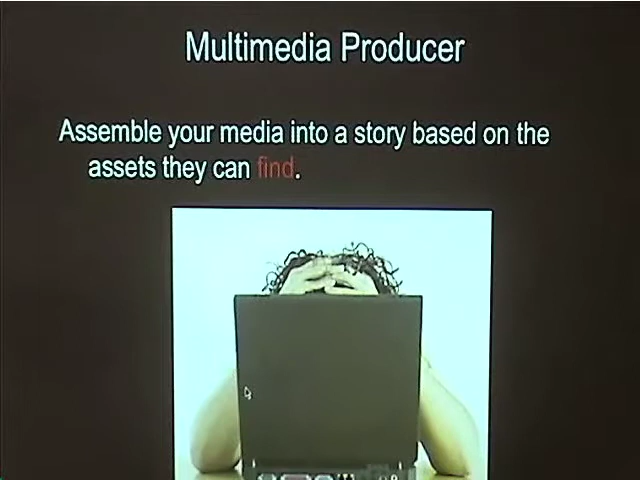 Multimedia Producer
Assemble your media into a story based on the
assets they can find.